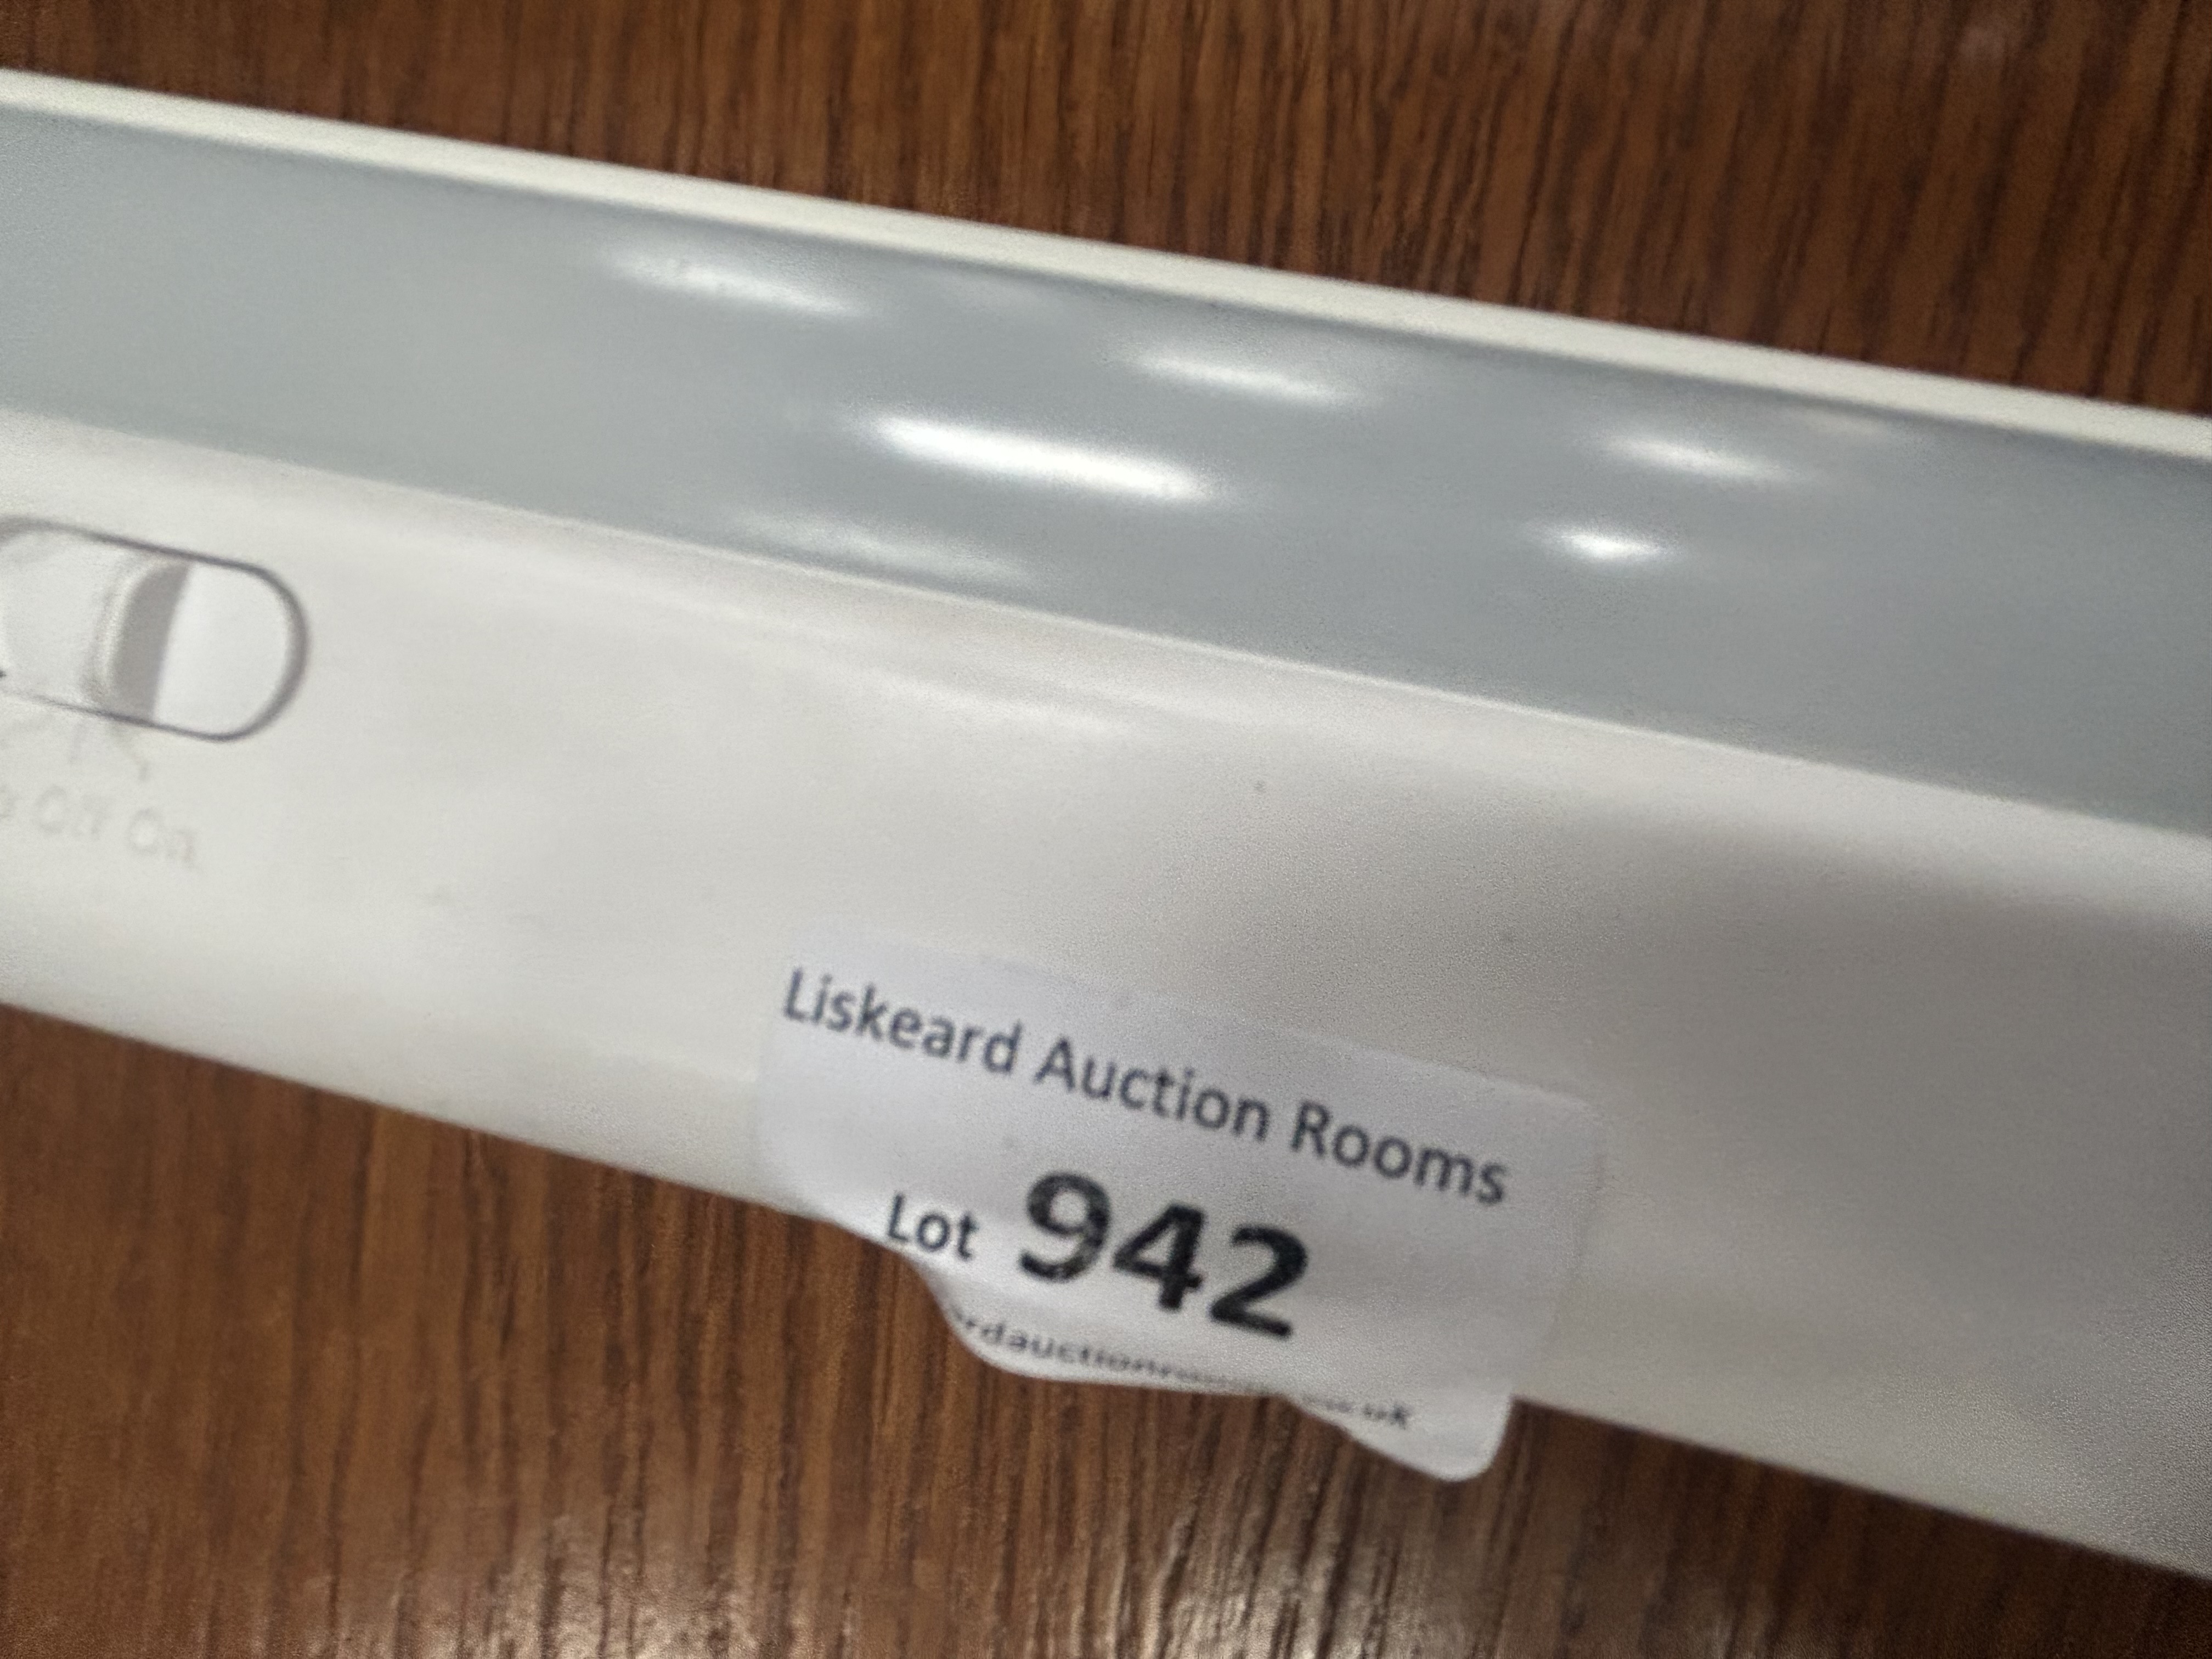 Off On
Liskeard Auction Rooms
Lot 942